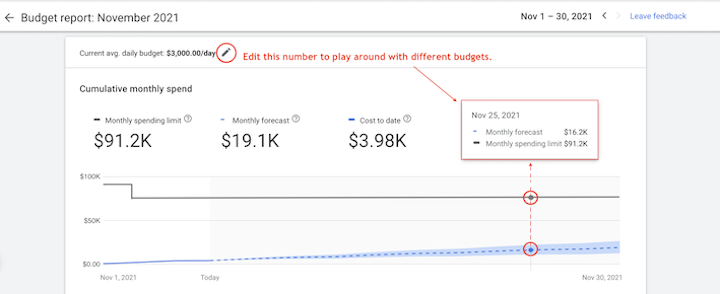 Budget report: November 2021
Nov 1 – 30, 2021
Leave feedback
Current avg. daily budget: $3,000.00/day
Edit this number to play around with different budgets.
Cumulative monthly spend
Monthly spending limit
Monthly forecast
Cost to date
$91.2K
$19.1K
$3.98K
Nov 25, 2021
Monthly forecast $16.2K
Monthly spending limit $91.2K
$100K
$50K
$0.00
Nov 1, 2021
Today
Nov 30, 2021